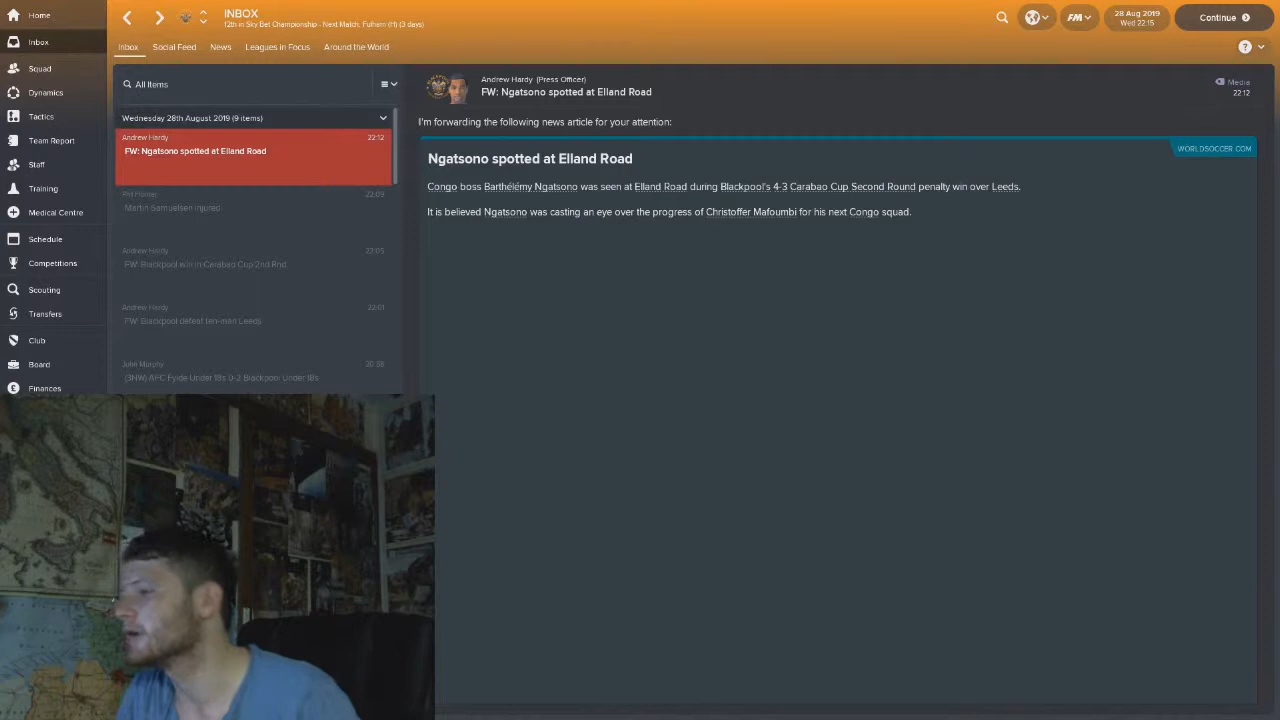 Home
Inbox
Squad
Dynamics
Tactics
Team Report
Staff
Training
Medical Centre
Schedule
Competitions
Scouting
Transfers
Club
Board
Finances
INBOX
12th in Sky Bet Championship - Next Match, Fulham (H) (3 days)
FM
28 Aug 2019
Wed 22:15
Continue
Inbox
Social Feed
News
Leagues in Focus
Around the World
?
All Items
Wednesday 28th August 2019 (9 items)
Andrew Hardy 22:12
FW: Ngatsono spotted at Elland Road
22:09
Martin Samuelsen injured
Andrew Hardy 22:05
FW: Blackpool win in Carabao Cup 2nd Rnd
Andrew Hardy 22:01
FW: Blackpool defeat ten-man Leeds
John Murphy 20:58
(3NW) AFC Fylde Under 18s 0-2 Blackpool Under 18s
Andrew Hardy (Press Officer)
FW: Ngatsono spotted at Elland Road
Media
22:12
I'm forwarding the following news article for your attention:
WORLDSOCCER.COM
Ngatsono spotted at Elland Road
Congo boss Barthélémy Ngatsono was seen at Elland Road during Blackpool's 4-3 Carabao Cup Second Round penalty win over Leeds.
It is believed Ngatsono was casting an eye over the progress of Christoffer Mafoumbi for his next Congo squad.